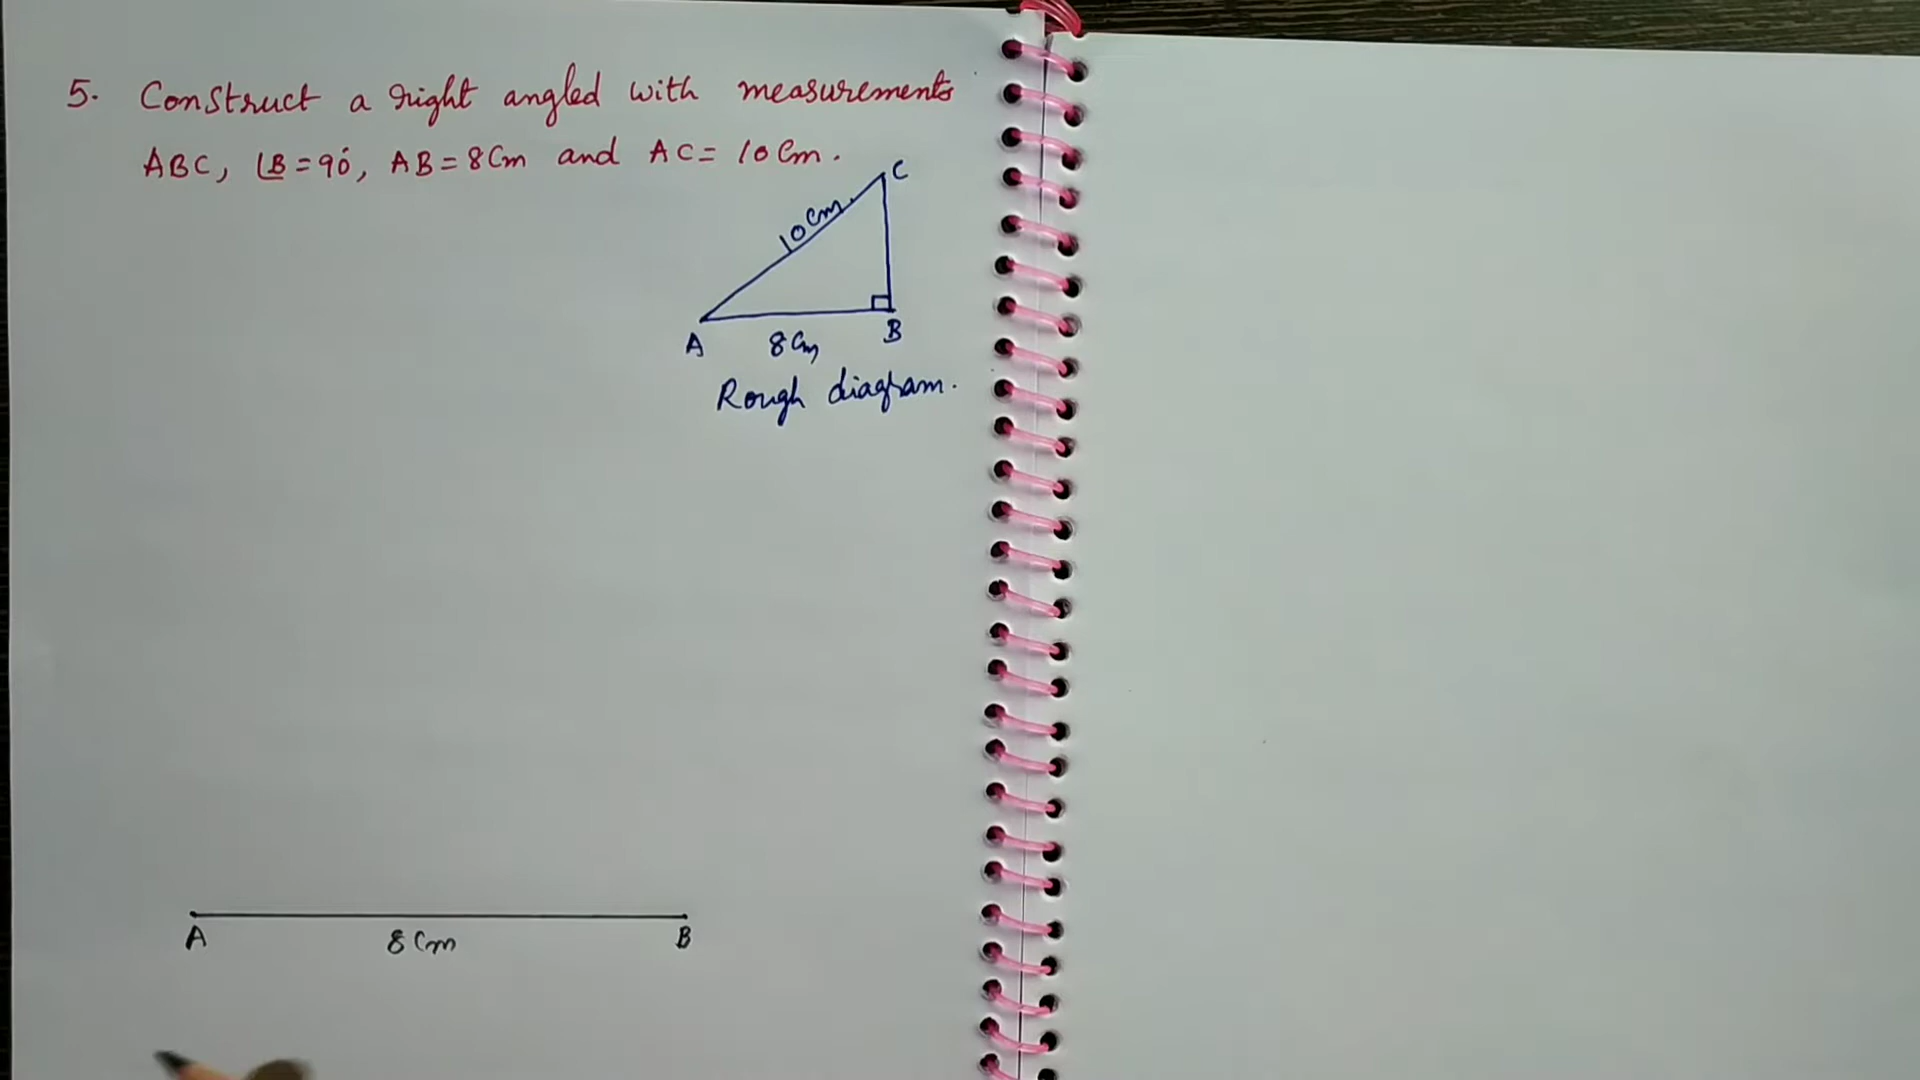 5. Construct a right angled with measurements
ABC, ∠B = 90°, AB = 8 Cm and AC = 10 Cm.
C
10 Cm
A 8 Cm B
Rough diagram.
A 8 Cm B